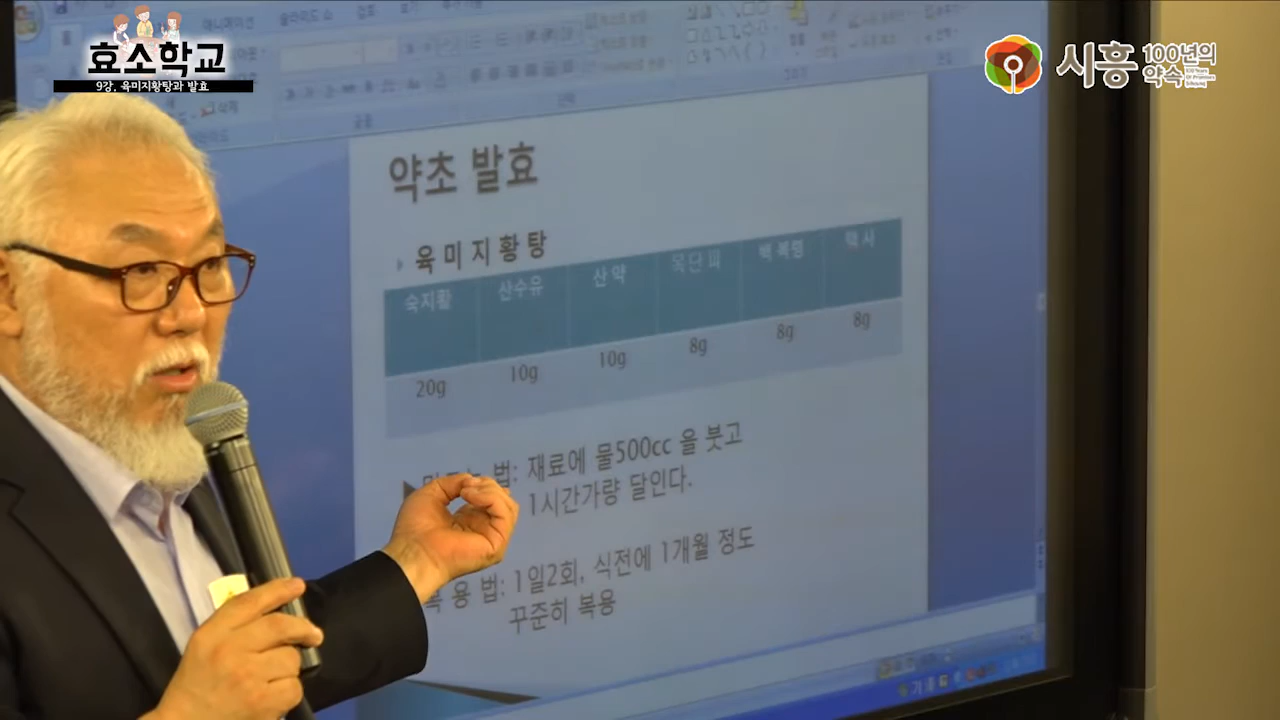 효소학교
9강. 육미지황탕과 발효
시흥 100년의 약속
약초 발효
육 미 지 황 탕
숙지황 산수유 산 약 목 단 피 백 복 령 택 사
20g 10g 10g 8g 8g 8g
법: 재료에 물500cc 을 붓고
1시간가량 달인다.
복 용 법: 1일2회, 식전에 1개월 정도
꾸준히 복용